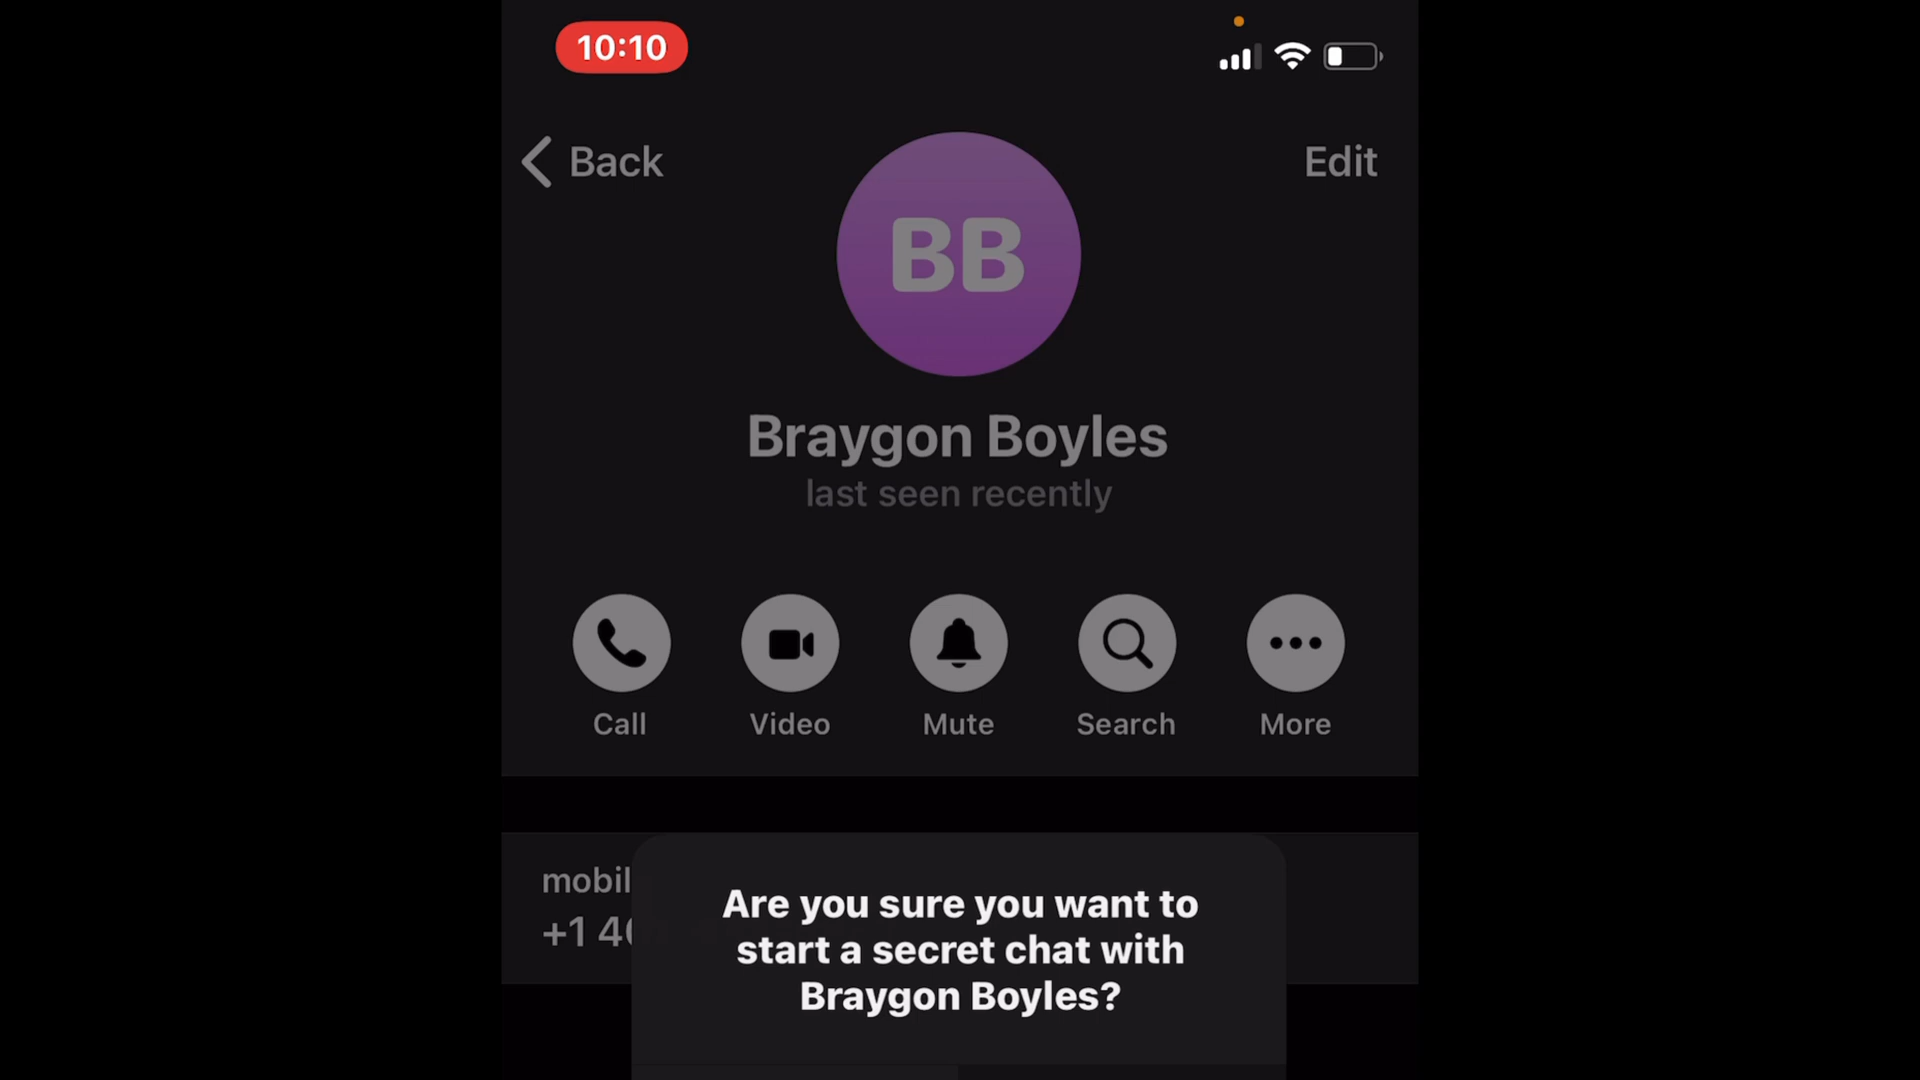 10:10
Back
Edit
BB
Braygon Boyles
last seen recently
Call
Video
Mute
Search
More
mobil
+1 40
Are you sure you want to
start a secret chat with
Braygon Boyles?